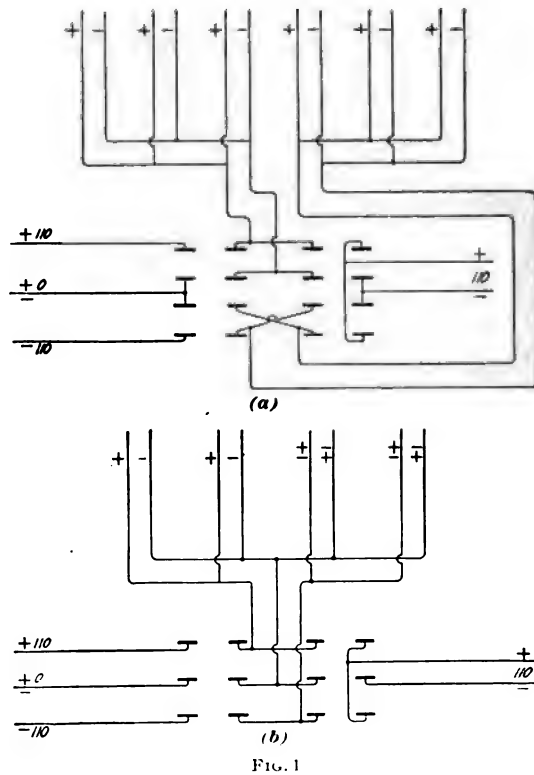 + - + - + - + -
+ 110
+ 0
-
- 110
+
110
-
(a)
+ - + - ± ∓ ± ∓
+ 110
+ 0
-
- 110
+
110
-
(b)
FIG. 1